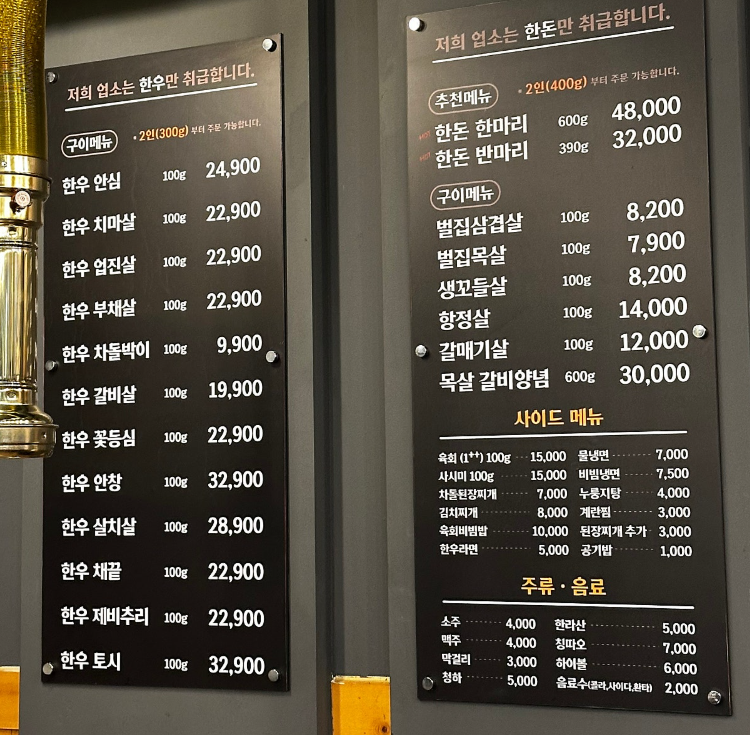 저희 업소는 한우만 취급합니다.
구이메뉴 * 2인(300g) 부터 주문 가능합니다.
한우 안심 100g 24,900
한우 치마살 100g 22,900
한우 업진살 100g 22,900
한우 부채살 100g 22,900
한우 차돌박이 100g 9,900
한우 갈비살 100g 19,900
한우 꽃등심 100g 22,900
한우 안창 100g 32,900
한우 살치살 100g 28,900
한우 채끝 100g 22,900
한우 제비추리 100g 22,900
한우 토시 100g 32,900
저희 업소는 한돈만 취급합니다.
추천메뉴 * 2인(400g) 부터 주문 가능합니다.
HOT 한돈 한마리 600g 48,000
HOT 한돈 반마리 390g 32,000
구이메뉴
벌집삼겹살 100g 8,200
벌집목살 100g 7,900
생꼬들살 100g 8,200
항정살 100g 14,000
갈매기살 100g 12,000
목살 갈비양념 600g 30,000
사이드 메뉴
육회 (1++) 100g 15,000 물냉면 7,000
사시미 100g 15,000 비빔냉면 7,500
차돌된장찌개 7,000 누룽지탕 4,000
김치찌개 8,000 계란찜 3,000
육회비빔밥 10,000 된장찌개 추가 3,000
한우라면 5,000 공기밥 1,000
주류 · 음료
소주 4,000 한라산 5,000
맥주 4,000 칭따오 7,000
막걸리 3,000 하이볼 6,000
청하 5,000 음료수(콜라,사이다,환타) 2,000